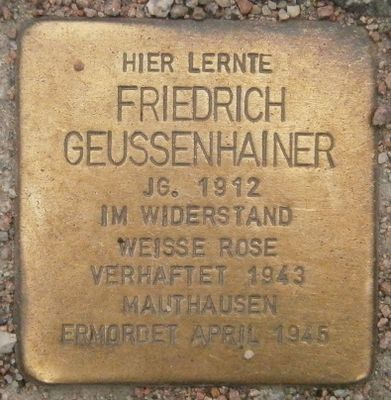 HIER LERNTE
FRIEDRICH
GEUSSENHAINER
JG. 1912
IM WIDERSTAND
WEISSE ROSE
VERHAFTET 1943
MAUTHAUSEN
ERMORDET APRIL 1945